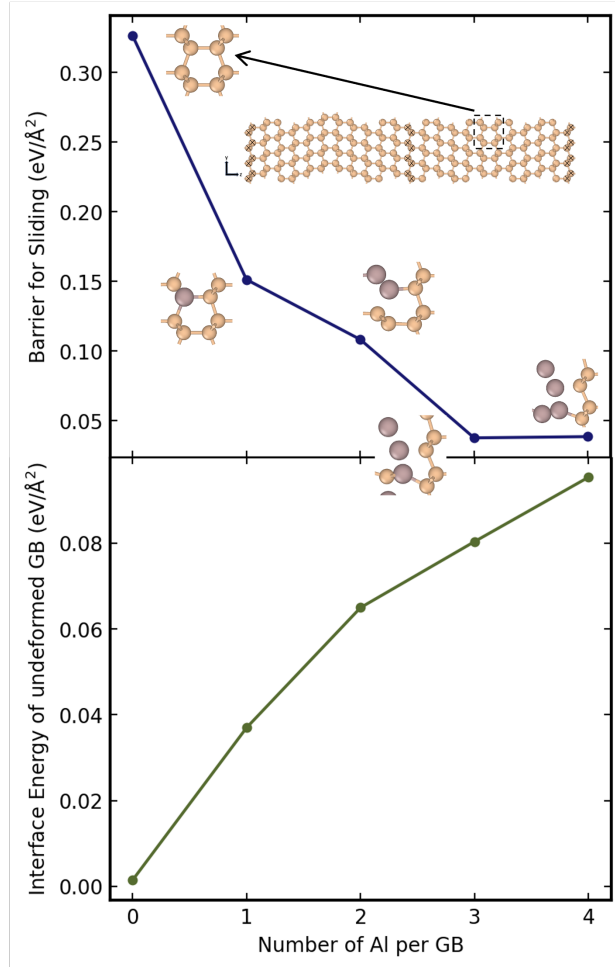 Barrier for Sliding (eV/Å²)
0.30
0.25
0.20
0.15
0.10
0.05
Y
z
Interface Energy of undeformed GB (eV/Å²)
0.08
0.06
0.04
0.02
0.00
0 1 2 3 4
Number of Al per GB